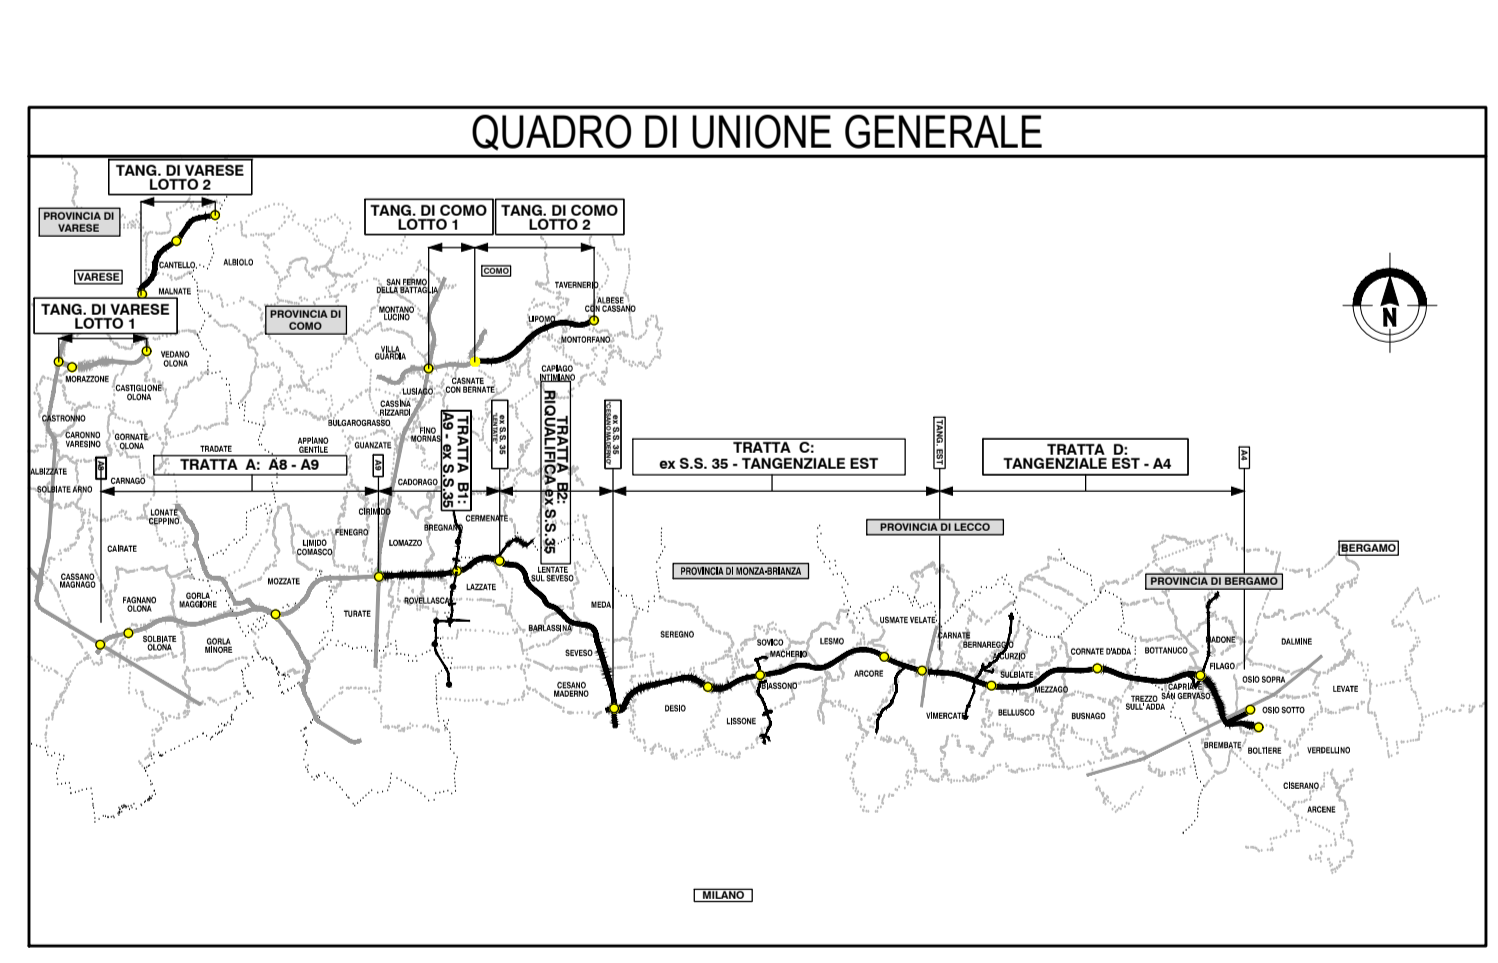 QUADRO DI UNIONE GENERALE
TANG. DI VARESE
LOTTO 2
PROVINCIA DI
VARESE
CANTELLO
ALBIOLO
VARESE
MALNATE
TANG. DI VARESE
LOTTO 1
PROVINCIA DI
COMO
TANG. DI COMO
LOTTO 1
TANG. DI COMO
LOTTO 2
COMO
SAN FERMO
DELLA BATTAGLIA
TAVERNERIO
ALBESE
CON CASSANO
MONTANO
LUCINO
LIPOMO
MONTORFANO
VILLA
GUARDIA
VEDANO
OLONA
MORAZZONE
CASTIGLIONE
OLONA
CAPIAGO
INTIMIANO
CASNATE
CON BERNATE
LUSIAGO
CASSINA
RIZZARDI
BULGAROGRASSO
CASTRONNO
CARONNO
VARESINO
GORNATE
OLONA
TRADATE
APPIANO
GENTILE
GUANZATE
FINO
MORNAS
ALBIZZATE
SOLBIATE ARNO
CARNAGO
A8
TRATTA A: A8 - A9
A9
CADORAGO
TRATTA B1:
A9 - ex S.S.35
ex S.S. 35
"LENTATE"
TRATTA B2:
RIQUALIFICA ex S.S.35
ex S.S. 35
"CESANO MADERNO"
TRATTA C:
ex S.S. 35 - TANGENZIALE EST
TANG. EST
TRATTA D:
TANGENZIALE EST - A4
A4
LONATE
CEPPINO
CIRIMIDO
FENEGRO
BREGNANO
CERMENATE
PROVINCIA DI LECCO
BERGAMO
CAIRATE
LIMIDO
COMASCO
LOMAZZO
CASSANO
MAGNAGO
MOZZATE
LENTATE
SUL SEVESO
PROVINCIA DI MONZA-BRIANZA
PROVINCIA DI BERGAMO
FAGNANO
OLONA
GORLA
MAGGIORE
TURATE
ROVELLASCA
LAZZATE
MEDA
SOLBIATE
OLONA
GORLA
MINORE
BARLASSINA
SEREGNO
SOVICO
MACHERIO
LESMO
USMATE VELATE
CARNATE
BERNAREGGIO
SULBIATE
CORNATE D'ADDA
BOTTANUCO
MADONE
FILAGO
DALMINE
SEVESO
CESANO
MADERNO
DESIO
BIASSONO
LISSONE
ARCORE
VIMERCATE
MEZZAGO
BELLUSCO
BUSNAGO
TREZZO
SULL' ADDA
CAPRIATE
SAN GERVASO
OSIO SOPRA
LEVATE
OSIO SOTTO
BREMBATE
BOLTIERE
VERDELLINO
CISERANO
ARCENE
MILANO
N